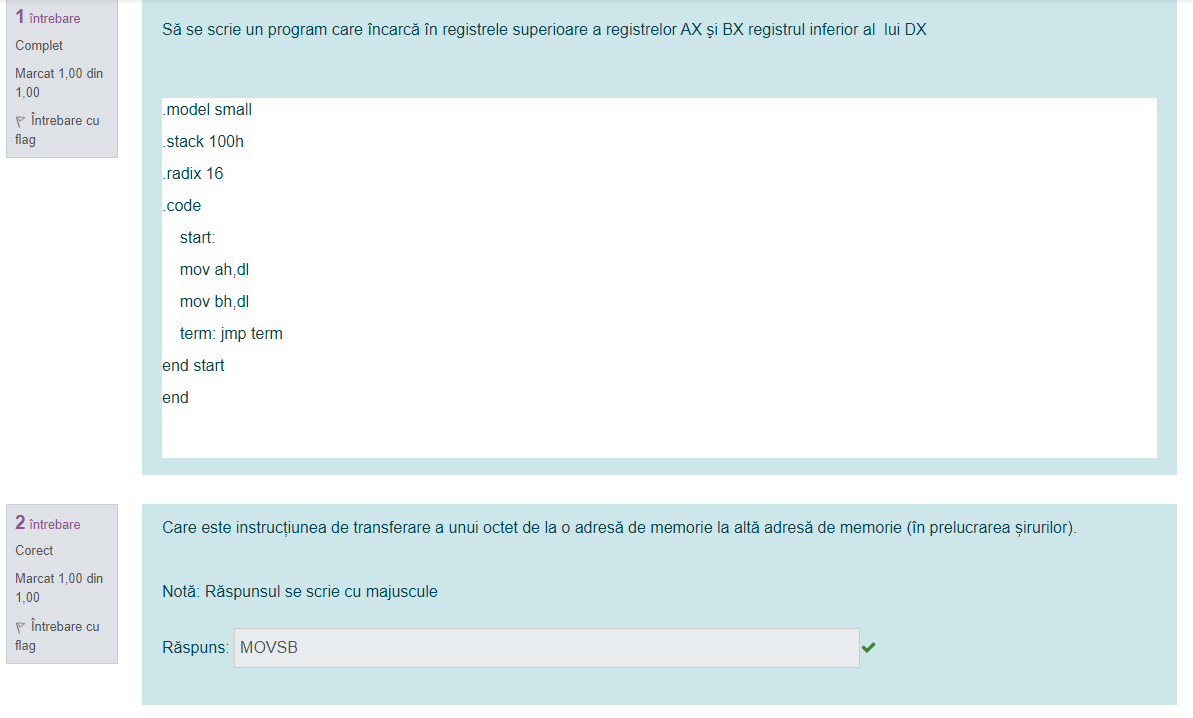 1 întrebare
Complet
Marcat 1,00 din
1,00
Întrebare cu
flag
Să se scrie un program care încarcă în registrele superioare a registrelor AX şi BX registrul inferior al lui DX
.model small
.stack 100h
.radix 16
.code
start:
mov ah,dl
mov bh,dl
term: jmp term
end start
end
2 întrebare
Corect
Marcat 1,00 din
1,00
Întrebare cu
flag
Care este instrucțiunea de transferare a unui octet de la o adresă de memorie la altă adresă de memorie (în prelucrarea șirurilor).
Notă: Răspunsul se scrie cu majuscule
Răspuns: MOVSB